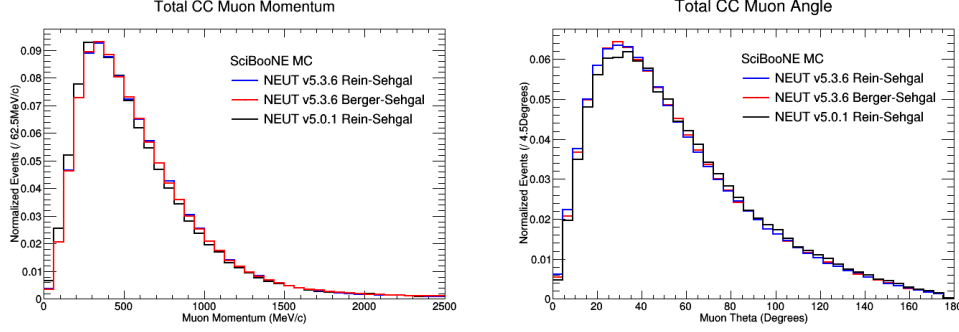 Total CC Muon Momentum
Normalized Events (/ 62.5MeV/c)
0.09
0.08
0.07
0.06
0.05
0.04
0.03
0.02
0.01
0
SciBooNE MC
NEUT v5.3.6 Rein-Sehgal
NEUT v5.3.6 Berger-Sehgal
NEUT v5.0.1 Rein-Sehgal
0 500 1000 1500 2000 2500
Muon Momentum (MeV/c)
Total CC Muon Angle
Normalized Events (/ 4.5Degrees)
0.06
0.05
0.04
0.03
0.02
0.01
0
SciBooNE MC
NEUT v5.3.6 Rein-Sehgal
NEUT v5.3.6 Berger-Sehgal
NEUT v5.0.1 Rein-Sehgal
0 20 40 60 80 100 120 140 160 180
Muon Theta (Degrees)